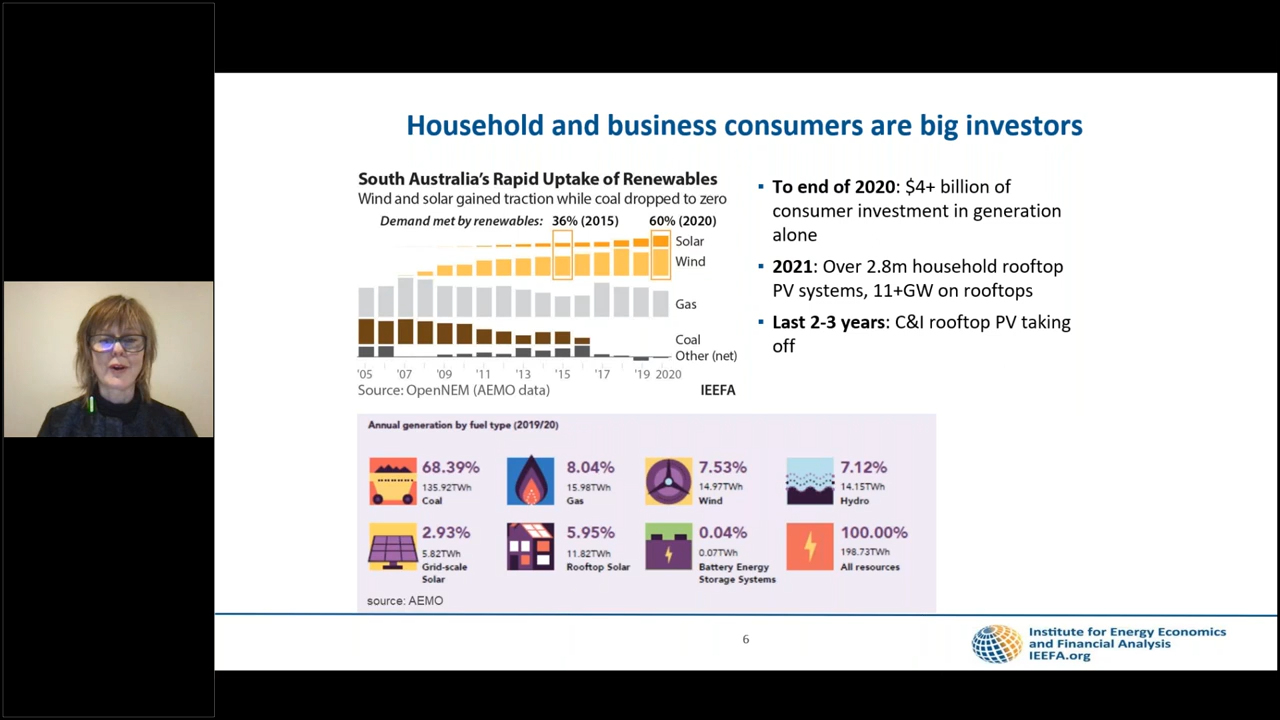 Household and business consumers are big investors
South Australia's Rapid Uptake of Renewables
Wind and solar gained traction while coal dropped to zero
Demand met by renewables: 36% (2015) 60% (2020)
Solar
Wind
Gas
Coal
Other (net)
'05 '07 '09 '11 '13 '15 '17 '19 2020
Source: OpenNEM (AEMO data) IEEFA
▪ To end of 2020: $4+ billion of
consumer investment in generation
alone
▪ 2021: Over 2.8m household rooftop
PV systems, 11+GW on rooftops
▪ Last 2-3 years: C&I rooftop PV taking
off
Annual generation by fuel type (2019/20)
68.39%
135.92TWh
Coal
8.04%
15.98TWh
Gas
7.53%
14.97TWh
Wind
7.12%
14.15TWh
Hydro
2.93%
5.82TWh
Grid-scale
Solar
5.95%
11.82TWh
Rooftop Solar
0.04%
0.07TWh
Battery Energy
Storage Systems
100.00%
198.73TWh
All resources
source: AEMO
6
Institute for Energy Economics
and Financial Analysis
IEEFA.org